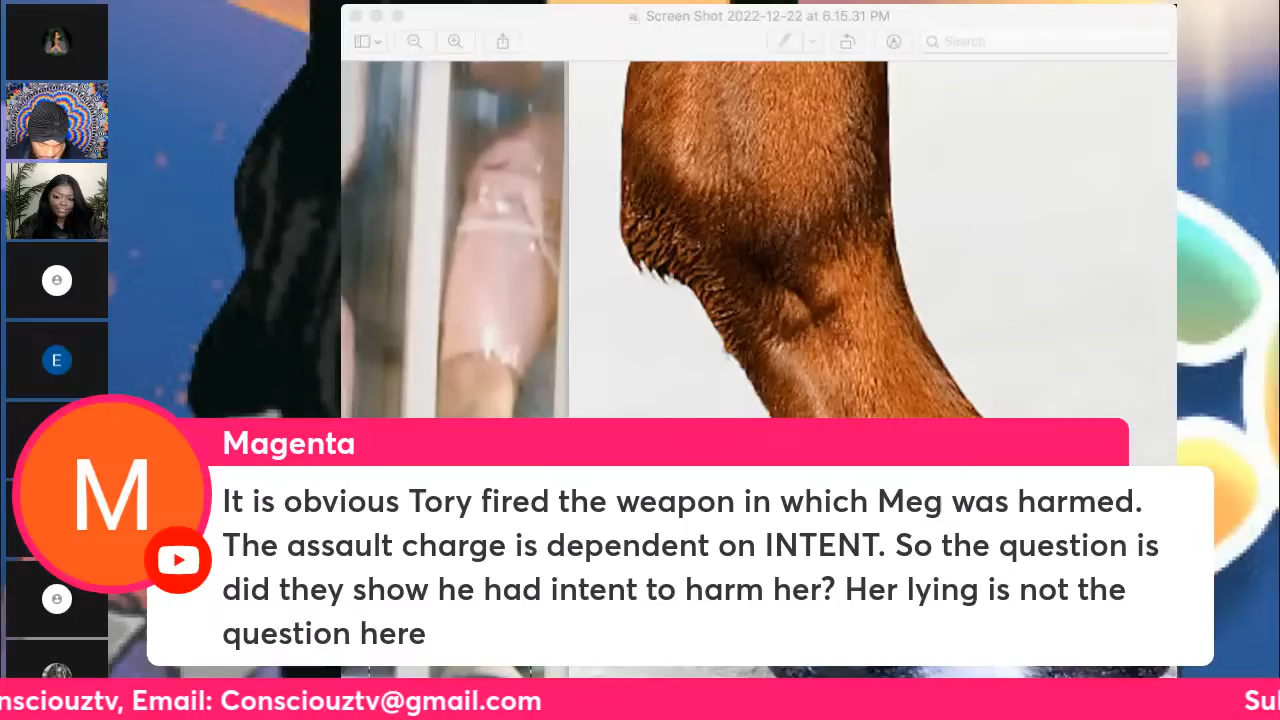 Screen Shot 2022-12-22 at 6.15.31 PM
Search
E
M
Magenta
It is obvious Tory fired the weapon in which Meg was harmed.
The assault charge is dependent on INTENT. So the question is
did they show he had intent to harm her? Her lying is not the
question here
nsciouztv, Email: Consciouztv@gmail.com
Sul